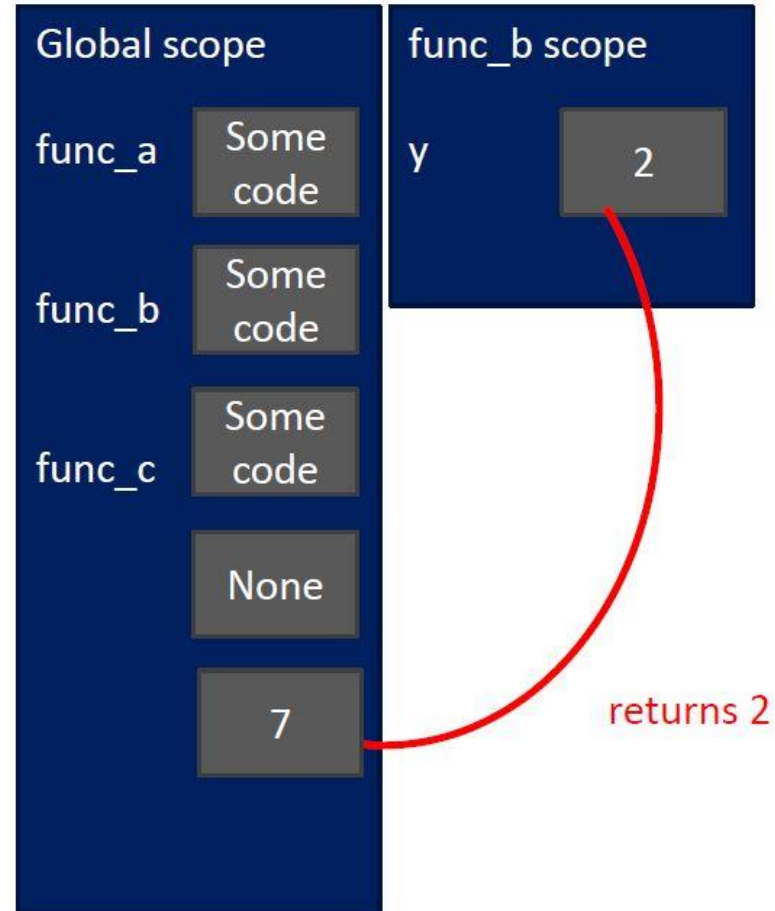 Global scope
func_a
Some
code
func_b
Some
code
func_c
Some
code
None
7
func_b scope
y
2
returns 2